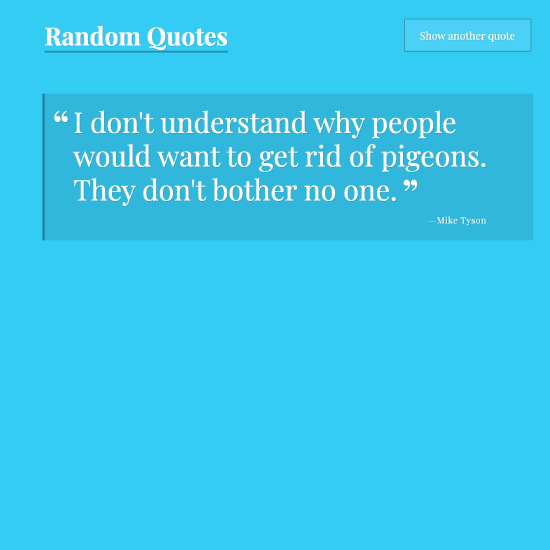 Random Quotes
Show another quote
❝ I don't understand why people
would want to get rid of pigeons.
They don't bother no one. ❞
—Mike Tyson